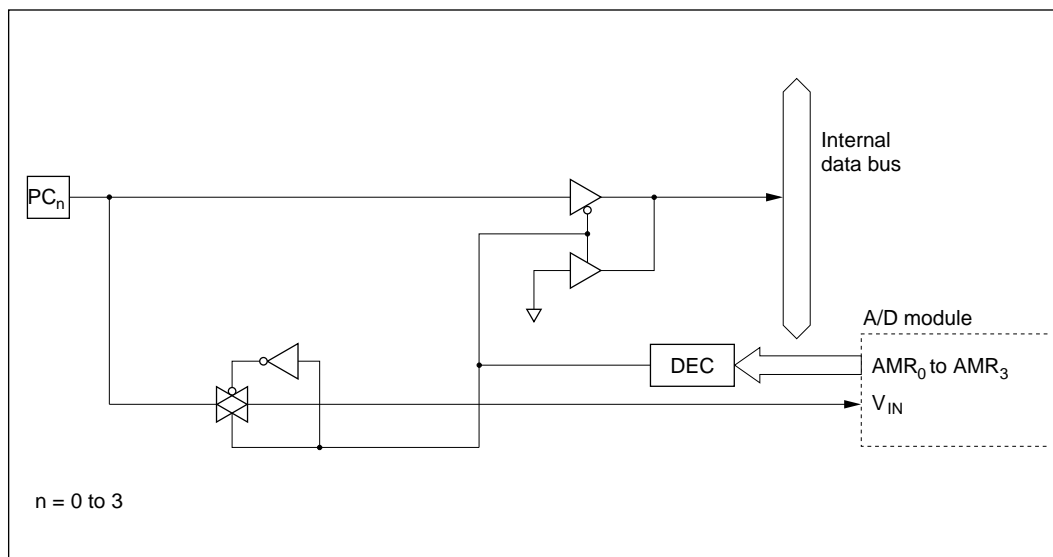 PCn
Internal
data bus
A/D module
DEC
AMR0 to AMR3
VIN
n = 0 to 3